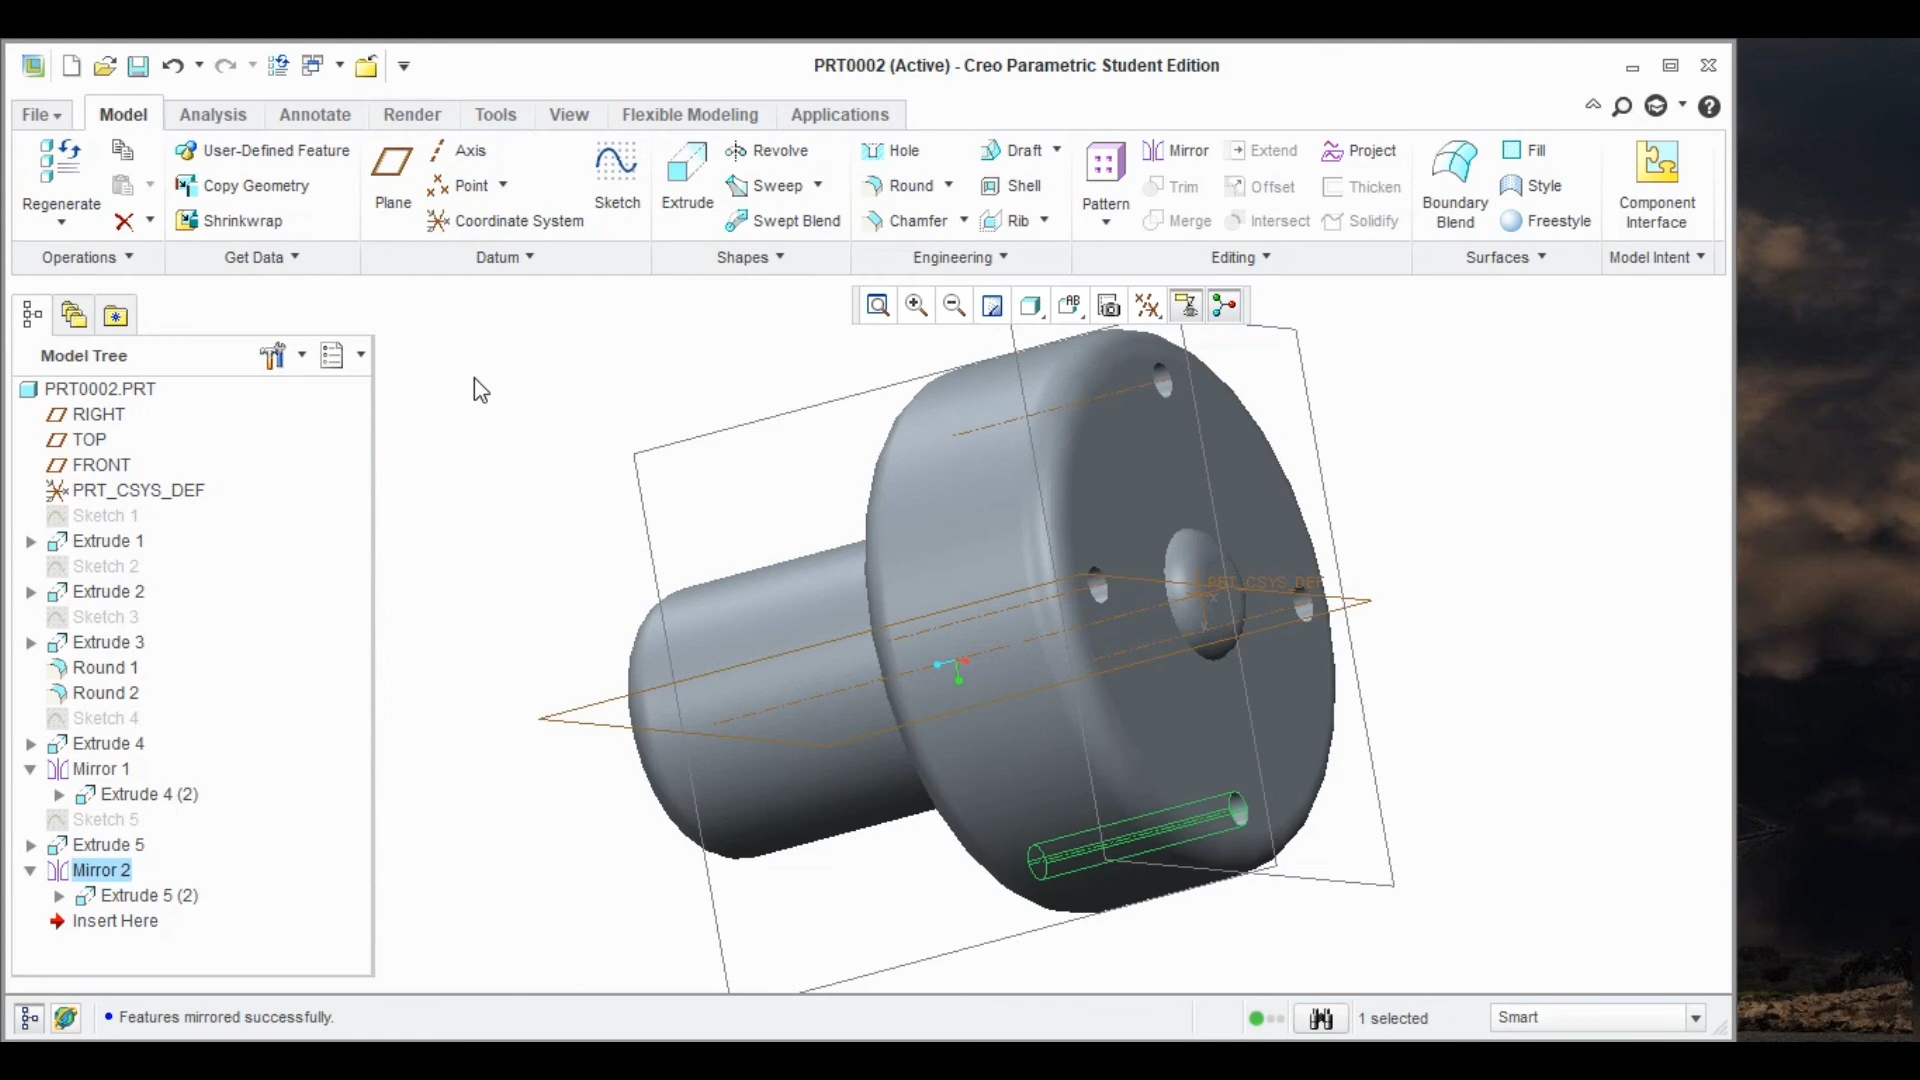 PRT0002 (Active) - Creo Parametric Student Edition
File Model Analysis Annotate Render Tools View Flexible Modeling Applications
Regenerate
User-Defined Feature
Copy Geometry
Shrinkwrap
Plane
Axis
Point
Coordinate System
Sketch
Extrude
Revolve
Sweep
Swept Blend
Hole
Round
Chamfer
Draft
Shell
Rib
Pattern
Mirror
Trim
Merge
Extend
Offset
Intersect
Project
Thicken
Solidify
Boundary
Blend
Fill
Style
Freestyle
Component
Interface
Operations Get Data Datum Shapes Engineering Editing Surfaces Model Intent
Model Tree
PRT0002.PRT
RIGHT
TOP
FRONT
PRT_CSYS_DEF
Sketch 1
Extrude 1
Sketch 2
Extrude 2
Sketch 3
Extrude 3
Round 1
Round 2
Sketch 4
Extrude 4
Mirror 1
Extrude 4 (2)
Sketch 5
Extrude 5
Mirror 2
Extrude 5 (2)
Insert Here
PRT_CSYS_DEF
X
Y
Features mirrored successfully.
1 selected
Smart